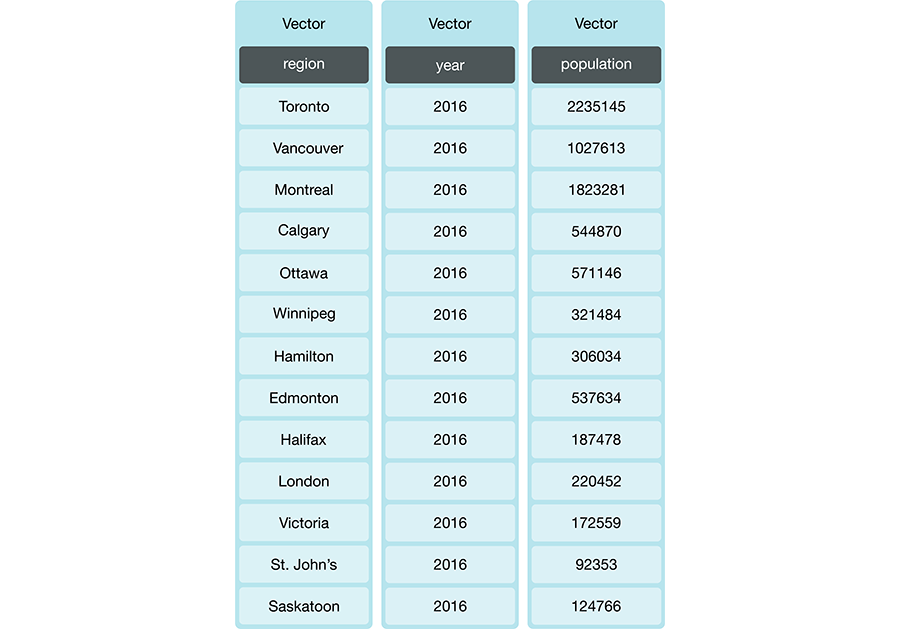 Vector Vector Vector
region year population
Toronto 2016 2235145
Vancouver 2016 1027613
Montreal 2016 1823281
Calgary 2016 544870
Ottawa 2016 571146
Winnipeg 2016 321484
Hamilton 2016 306034
Edmonton 2016 537634
Halifax 2016 187478
London 2016 220452
Victoria 2016 172559
St. John’s 2016 92353
Saskatoon 2016 124766